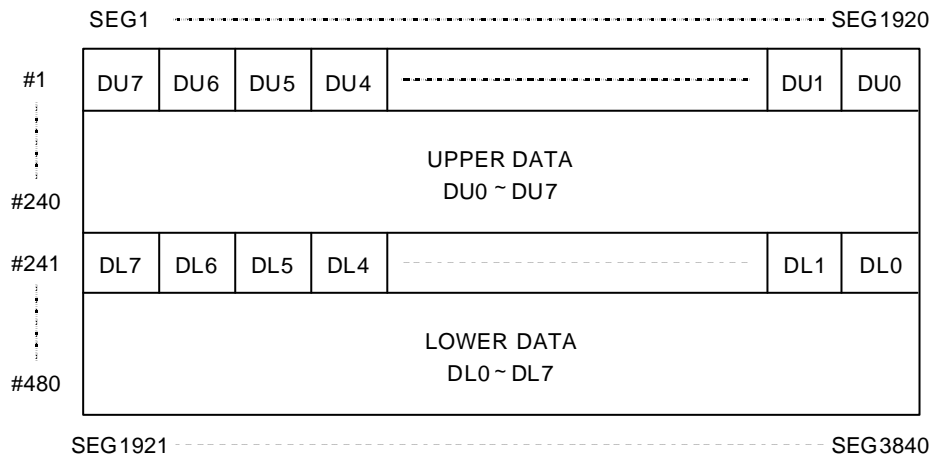 SEG1 SEG1920
#1 DU7 DU6 DU5 DU4 DU1 DU0
UPPER DATA
DU0 ~ DU7
#240
#241 DL7 DL6 DL5 DL4 DL1 DL0
LOWER DATA
DL0 ~ DL7
#480
SEG1921 SEG3840